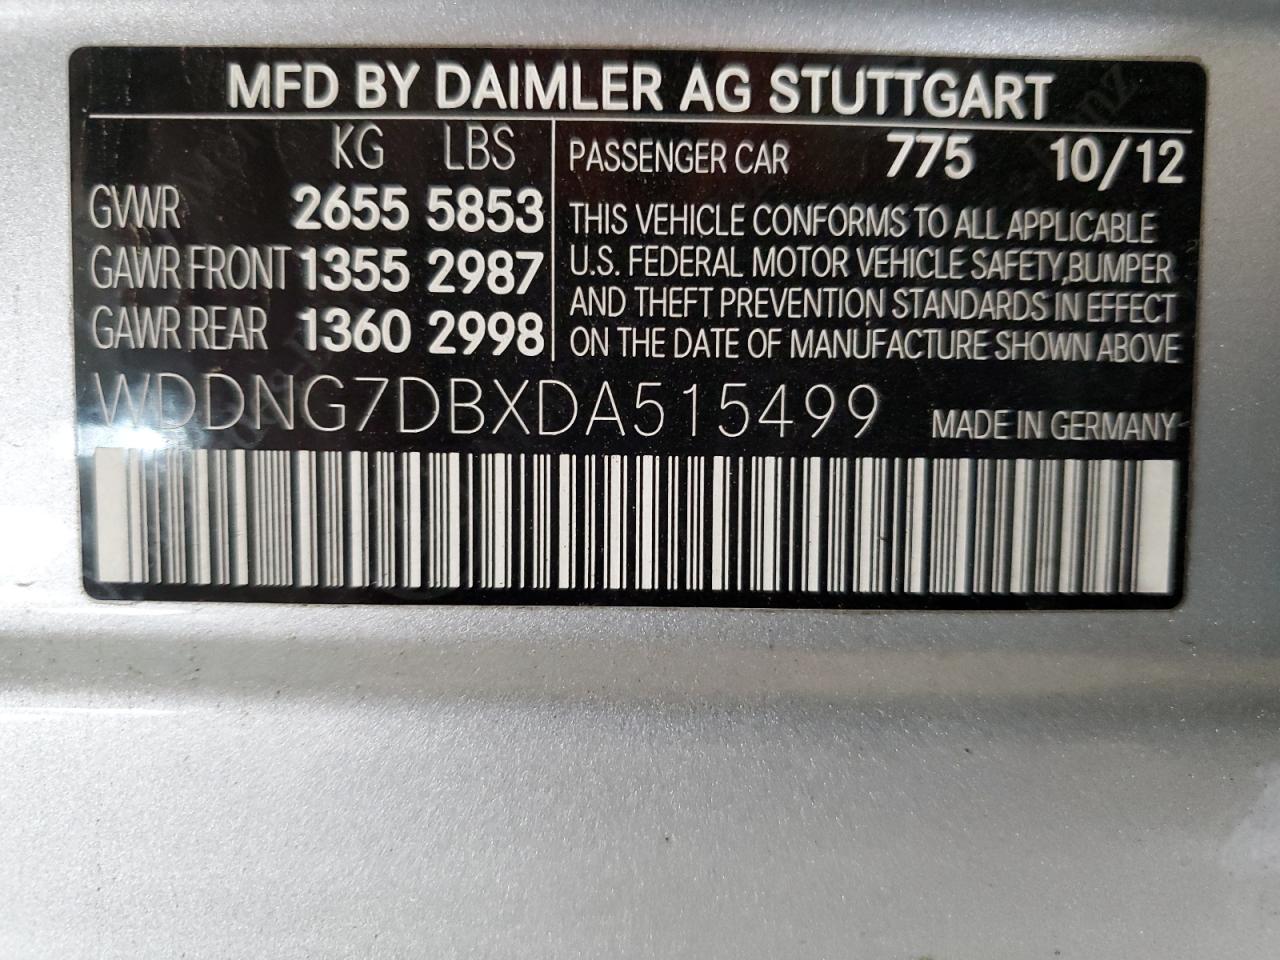 MFD BY DAIMLER AG STUTTGART
KG LBS
GVWR 2655 5853
GAWR FRONT 1355 2987
GAWR REAR 1360 2998
PASSENGER CAR 775 10/12
THIS VEHICLE CONFORMS TO ALL APPLICABLE
U.S. FEDERAL MOTOR VEHICLE SAFETY,BUMPER
AND THEFT PREVENTION STANDARDS IN EFFECT
ON THE DATE OF MANUFACTURE SHOWN ABOVE
WDDNG7DBXDA515499
MADE IN GERMANY